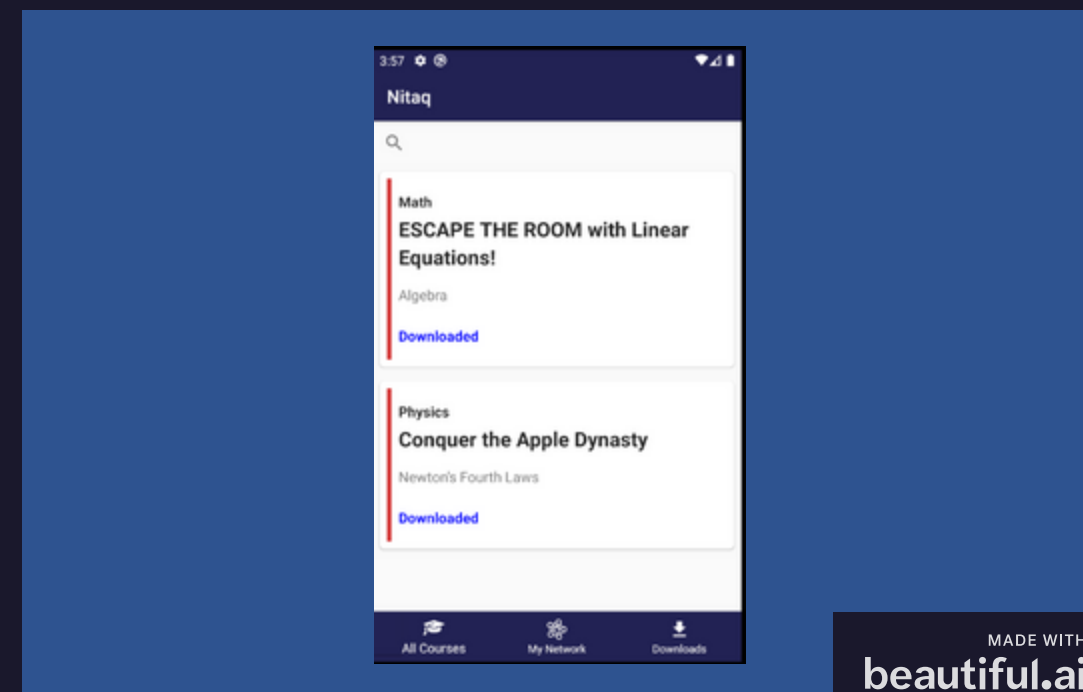 3:57
Nitaq
Math
ESCAPE THE ROOM with Linear
Equations!
Algebra
Downloaded
Physics
Conquer the Apple Dynasty
Newton's Fourth Laws
Downloaded
All Courses
My Network
Downloads
MADE WITH
beautiful.ai